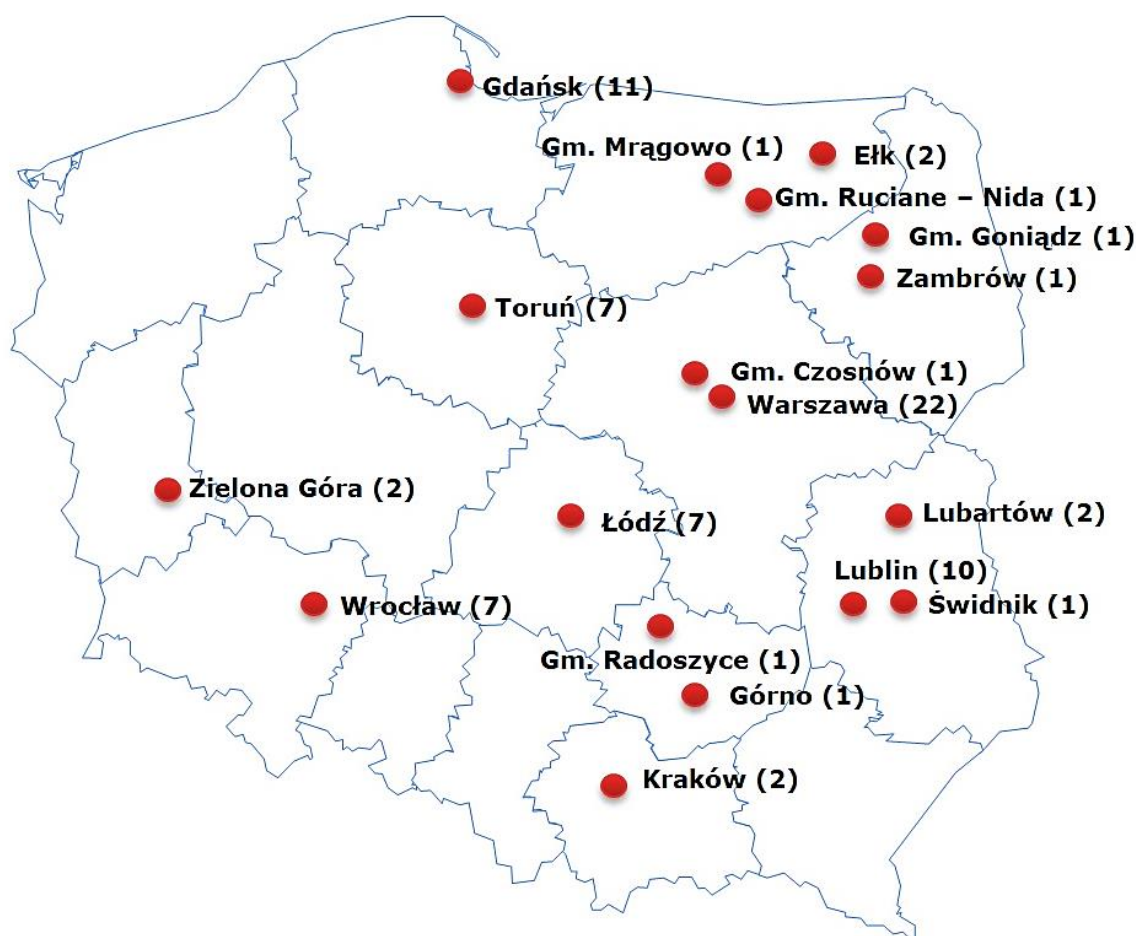 Gdańsk (11)
Gm. Mrągowo (1)
Ełk (2)
Gm. Ruciane – Nida (1)
Gm. Goniądz (1)
Zambrów (1)
Toruń (7)
Gm. Czosnów (1)
Warszawa (22)
Zielona Góra (2)
Łódź (7)
Lubartów (2)
Lublin (10)
Wrocław (7)
Świdnik (1)
Gm. Radoszyce (1)
Górno (1)
Kraków (2)